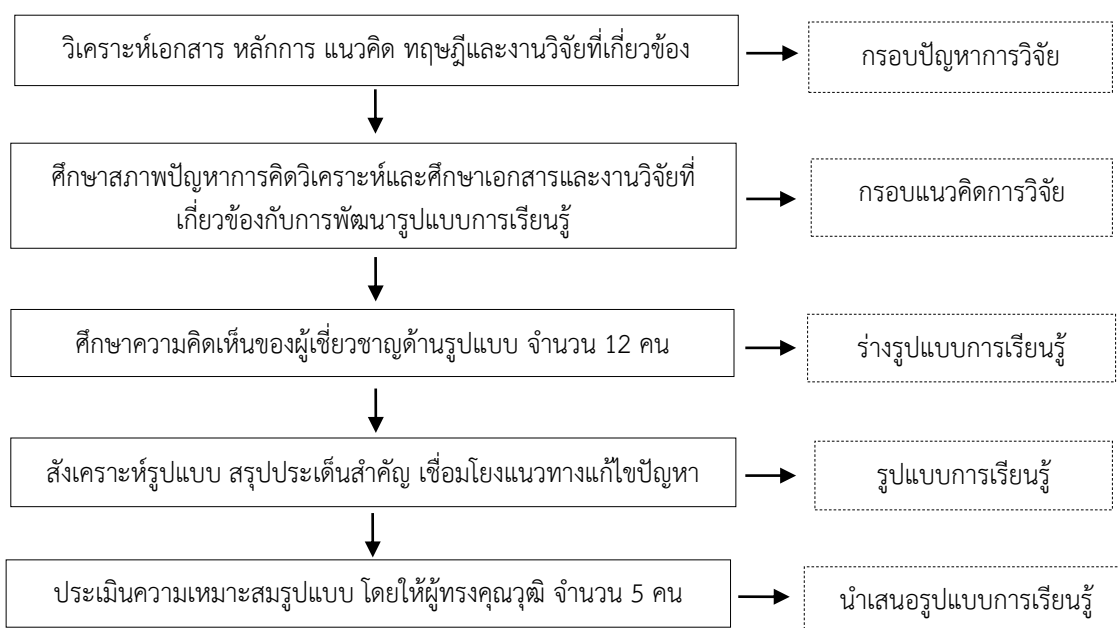 วิเคราะห์เอกสาร หลักการ แนวคิด ทฤษฎีและงานวิจัยที่เกี่ยวข้อง
กรอบปัญหาการวิจัย
ศึกษาสภาพปัญหาการคิดวิเคราะห์และศึกษาเอกสารและงานวิจัยที่
เกี่ยวข้องกับการพัฒนารูปแบบการเรียนรู้
กรอบแนวคิดการวิจัย
ศึกษาความคิดเห็นของผู้เชี่ยวชาญด้านรูปแบบ จำนวน 12 คน
ร่างรูปแบบการเรียนรู้
สังเคราะห์รูปแบบ สรุปประเด็นสำคัญ เชื่อมโยงแนวทางแก้ไขปัญหา
รูปแบบการเรียนรู้
ประเมินความเหมาะสมรูปแบบ โดยให้ผู้ทรงคุณวุฒิ จำนวน 5 คน
นำเสนอรูปแบบการเรียนรู้